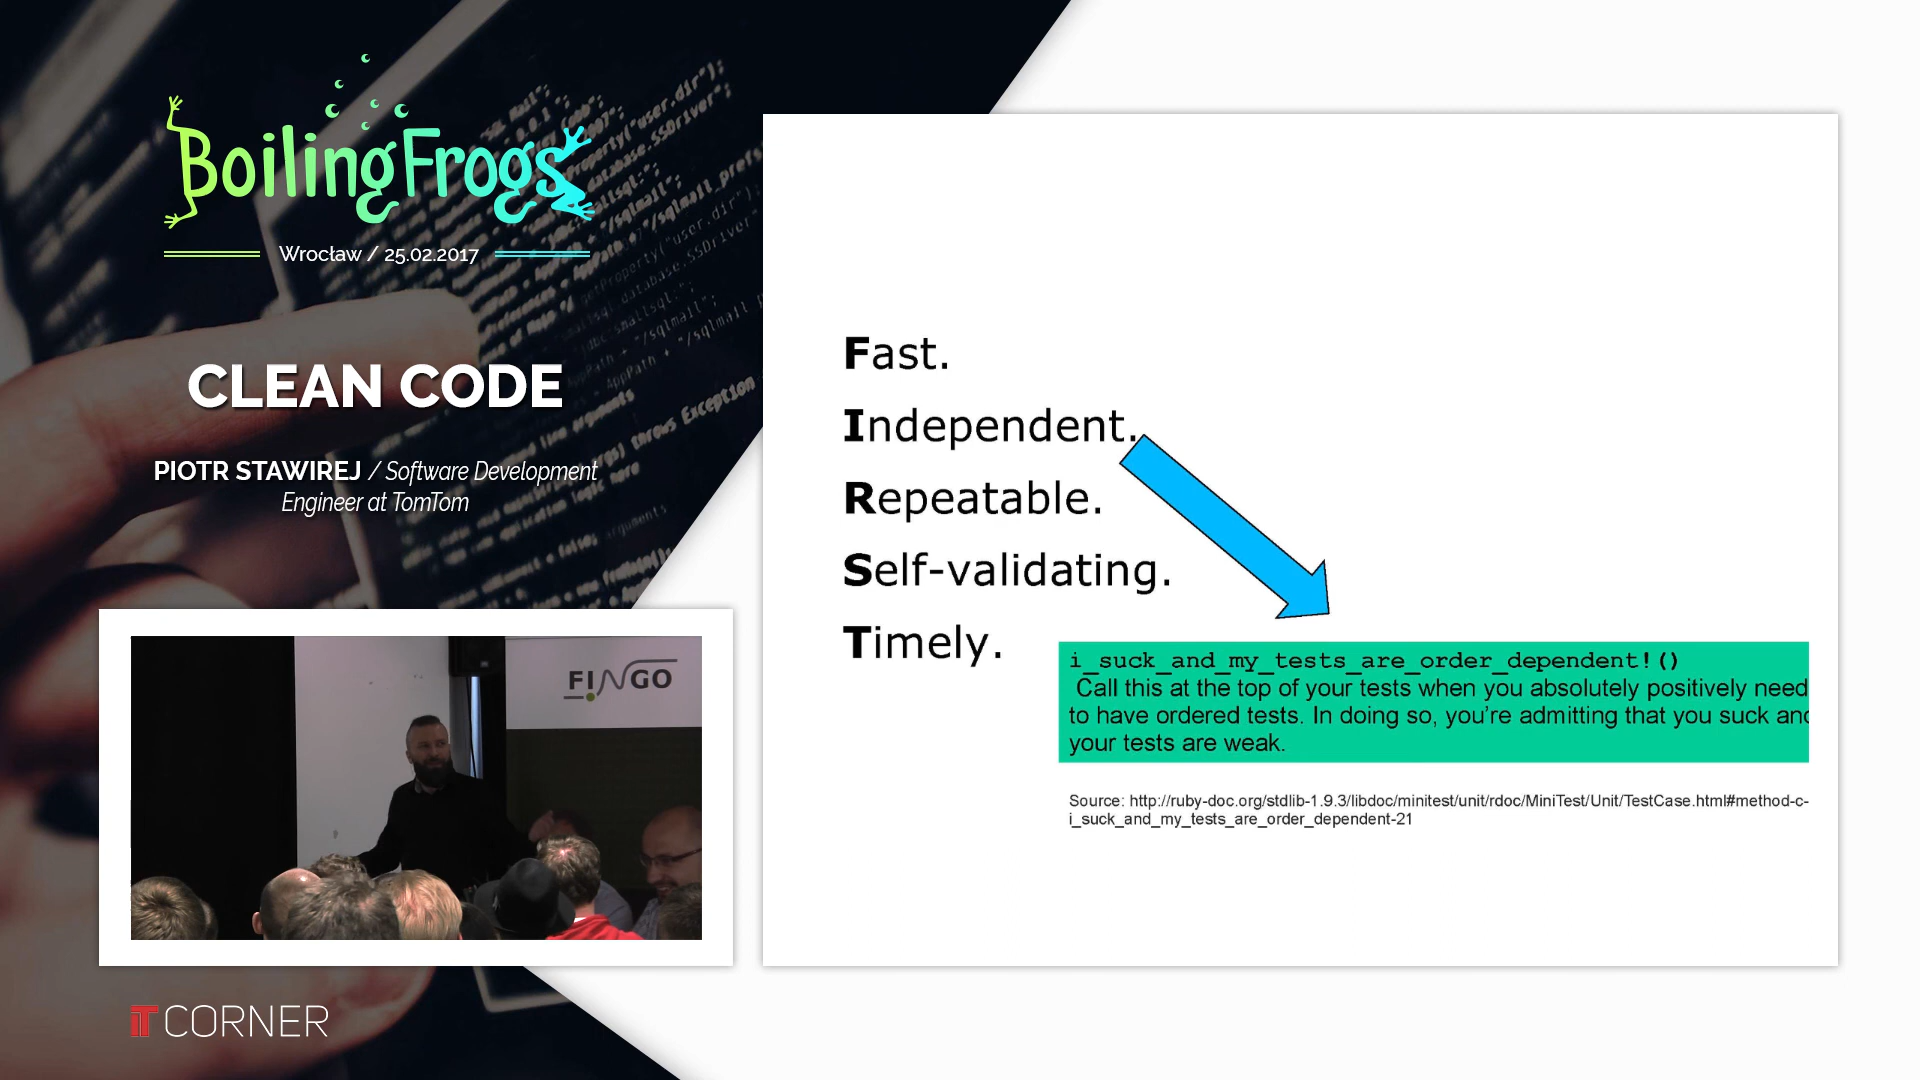 BoilingFrogs
Wrocław / 25.02.2017
CLEAN CODE
PIOTR STAWIREJ / Software Development
Engineer at TomTom
FINGO
IT CORNER
Fast.
Independent.
Repeatable.
Self-validating.
Timely.
i_suck_and_my_tests_are_order_dependent!()
Call this at the top of your tests when you absolutely positively need
to have ordered tests. In doing so, you're admitting that you suck and
your tests are weak.
Source: http://ruby-doc.org/stdlib-1.9.3/libdoc/minitest/unit/rdoc/MiniTest/Unit/TestCase.html#method-c-
i_suck_and_my_tests_are_order_dependent-21